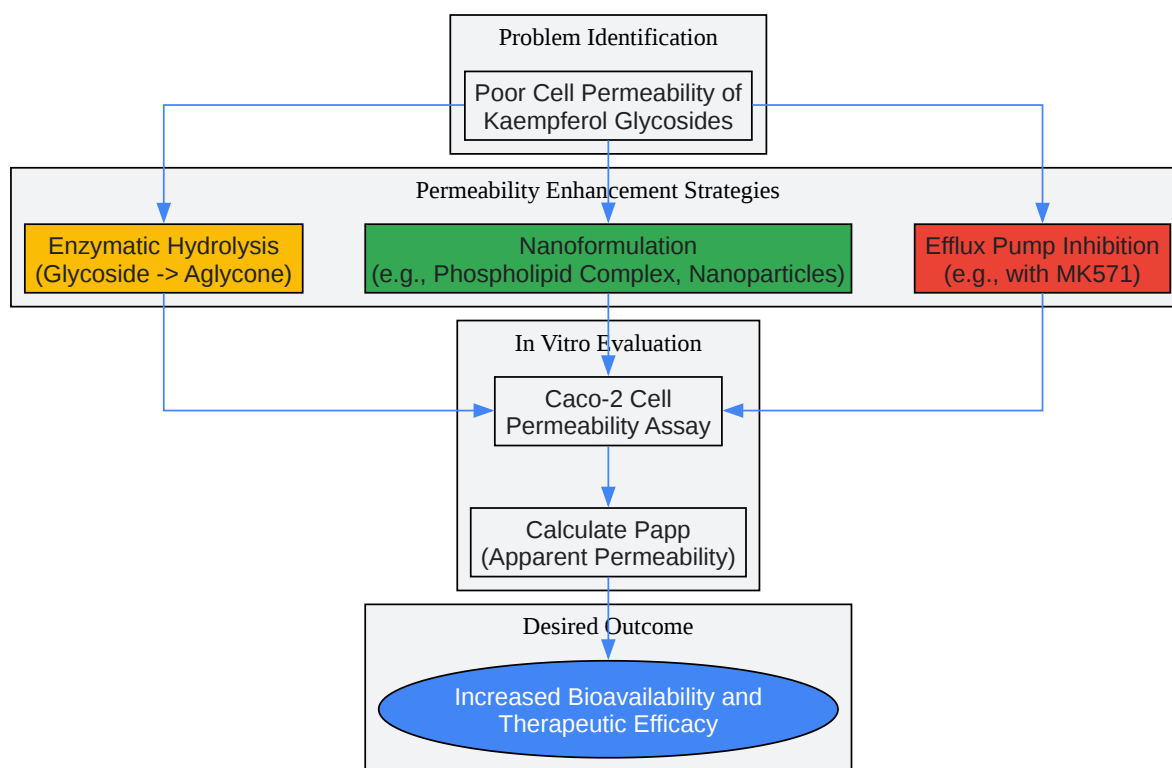 Problem Identification
Poor Cell Permeability of
Kaempferol Glycosides
Permeability Enhancement Strategies
Enzymatic Hydrolysis
(Glycoside -> Aglycone)
Nanoformulation
(e.g., Phospholipid Complex, Nanoparticles)
Efflux Pump Inhibition
(e.g., with MK571)
In Vitro Evaluation
Caco-2 Cell
Permeability Assay
Calculate Papp
(Apparent Permeability)
Desired Outcome
Increased Bioavailability and
Therapeutic Efficacy